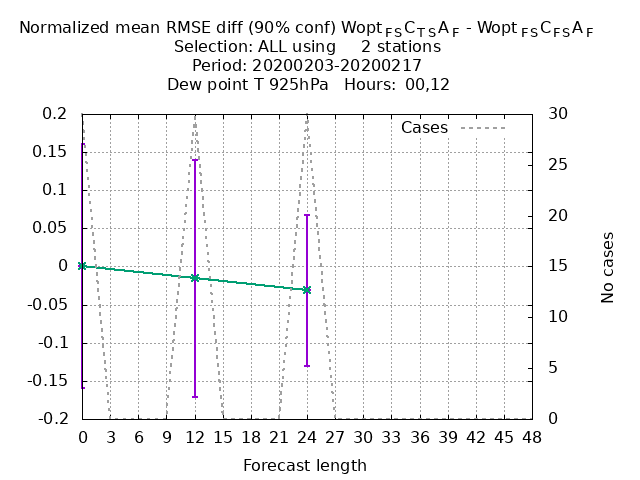 Normalized mean RMSE diff (90% conf) Wopt FS C TS A F - Wopt FS C FS A F
Selection: ALL using 2 stations
Period: 20200203-20200217
Dew point T 925hPa Hours: 00,12
Cases
0.2
0.15
0.1
0.05
0
-0.05
-0.1
-0.15
-0.2
30
25
20
15
10
5
0
No cases
0 3 6 9 12 15 18 21 24 27 30 33 36 39 42 45 48
Forecast length